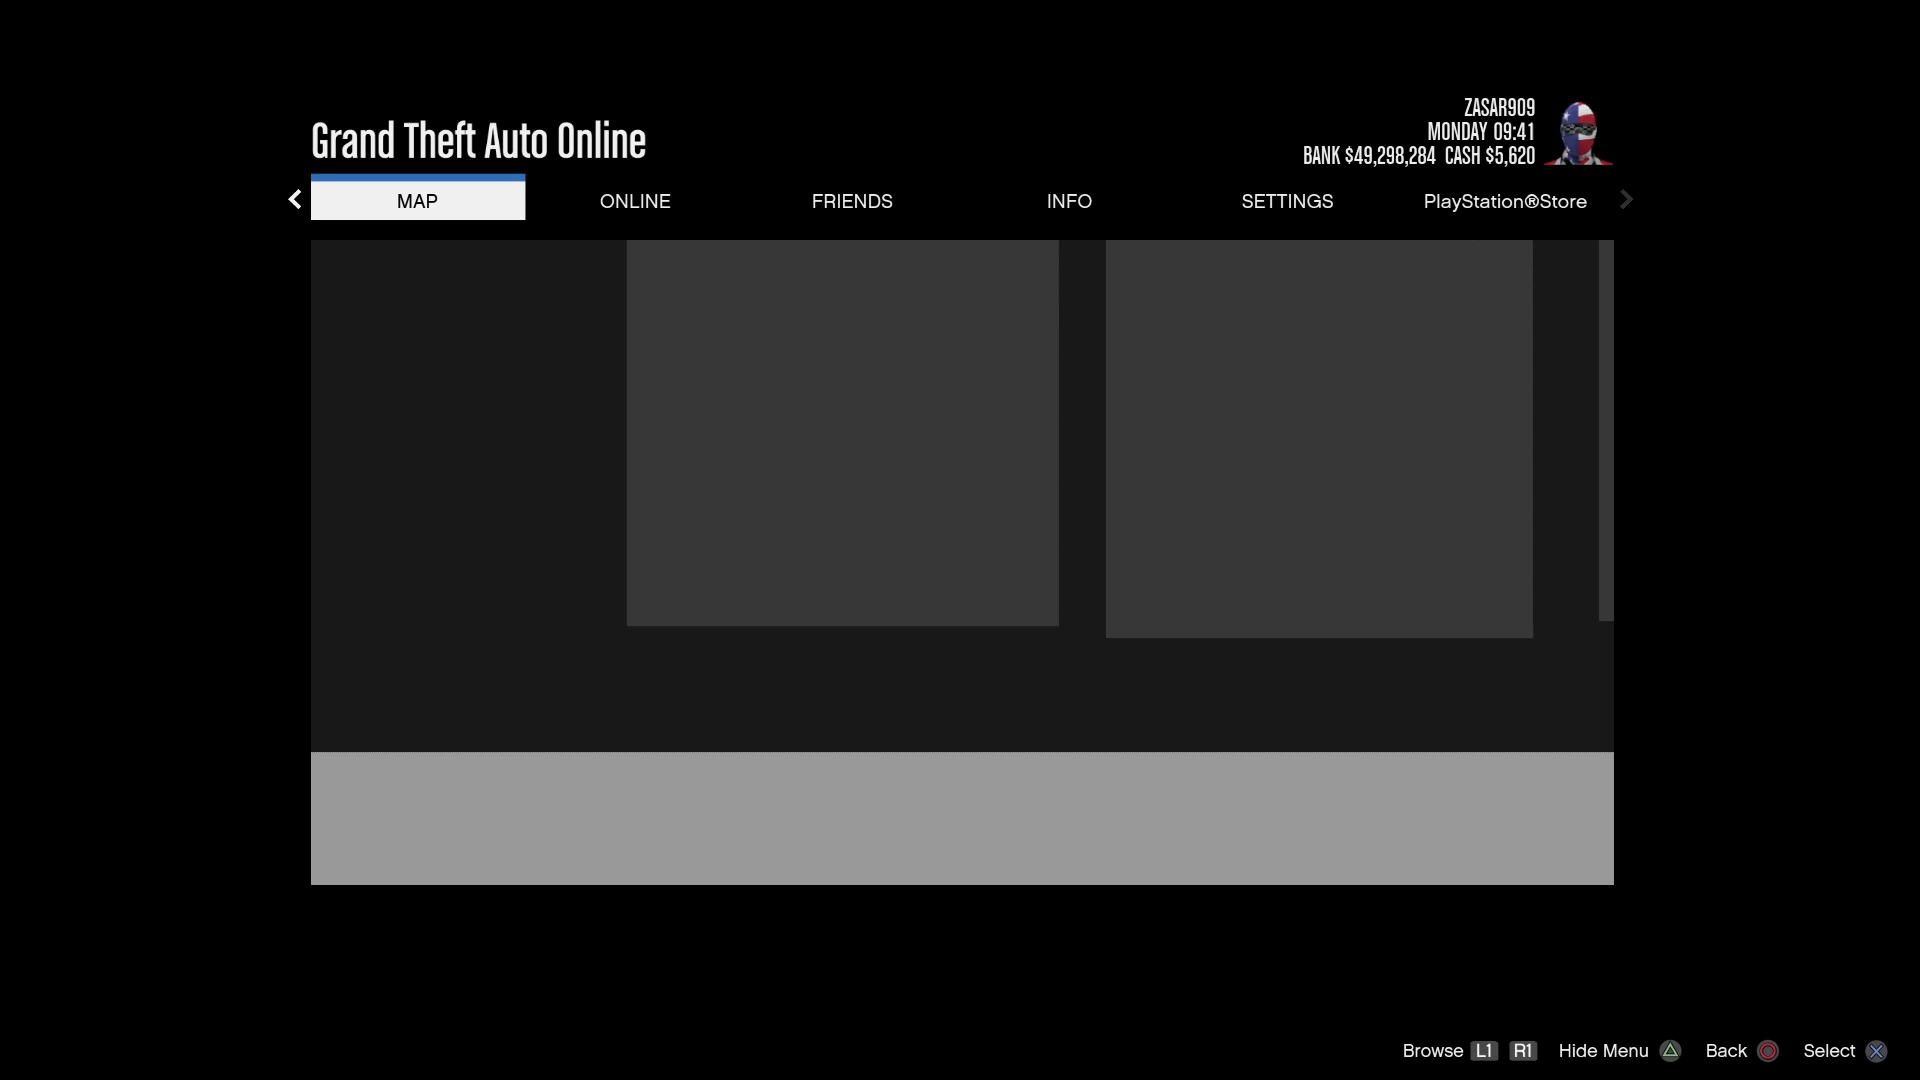 Grand Theft Auto Online
ZASAR909
MONDAY 09:41
BANK $49,298,284 CASH $5,620
MAP
ONLINE
FRIENDS
INFO
SETTINGS
PlayStation®Store
Browse L1 R1 Hide Menu Back Select